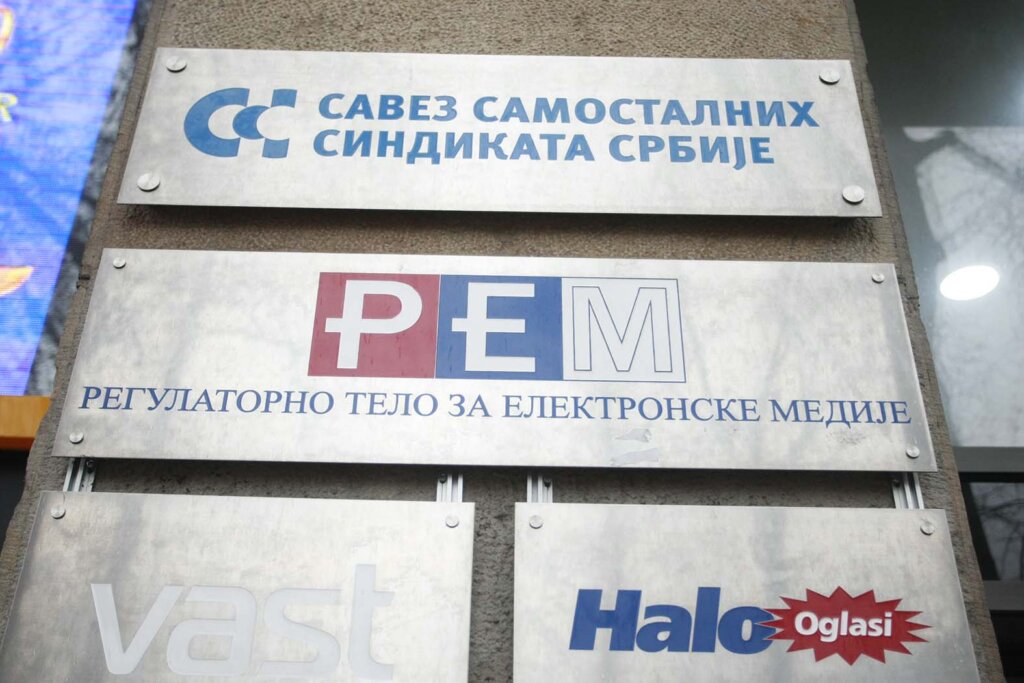 САВЕЗ САМОСТАЛНИХ
СИНДИКАТА СРБИЈЕ
РЕМ
РЕГУЛАТОРНО ТЕЛО ЗА ЕЛЕКТРОНСКЕ МЕДИЈЕ
vast
Halo Oglasi